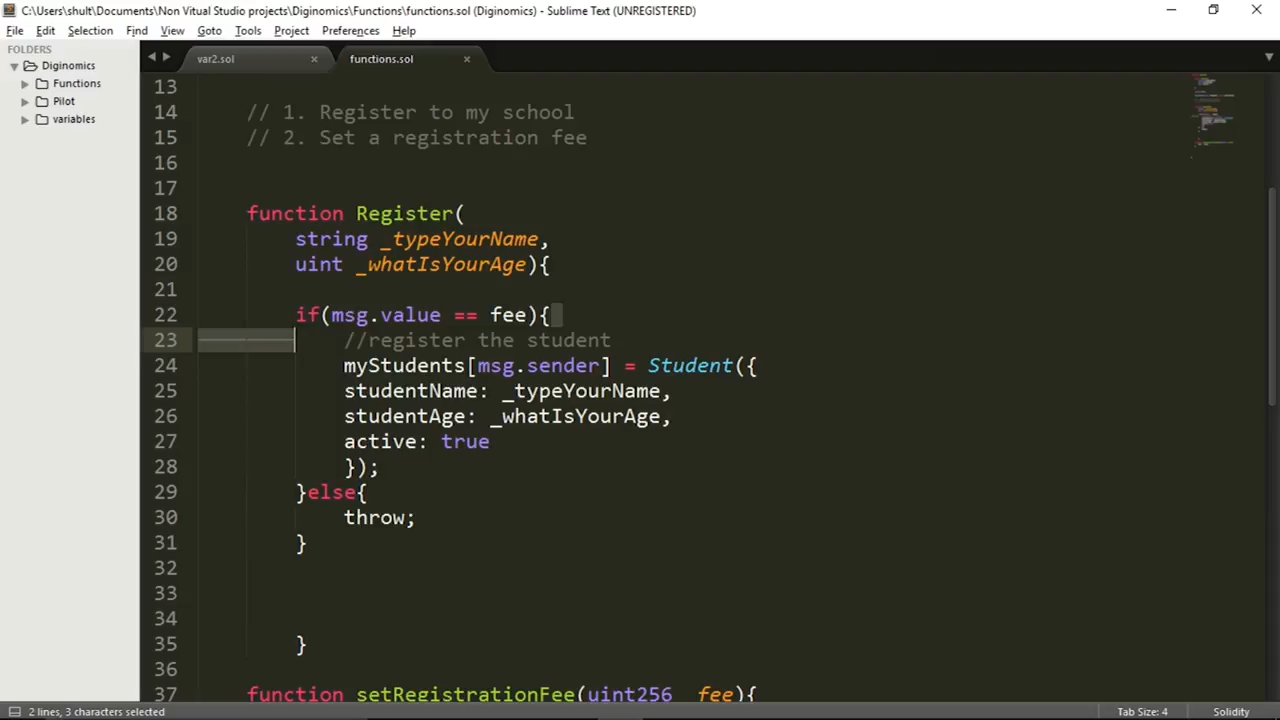 C:\Users\shult\Documents\Non Vitual Studio projects\Diginomics\Functions\functions.sol (Diginomics) - Sublime Text (UNREGISTERED)
File Edit Selection Find View Goto Tools Project Preferences Help
FOLDERS
Diginomics
Functions
Pilot
variables
var2.sol × functions.sol ×
13
14 // 1. Register to my school
15 // 2. Set a registration fee
16
17
18 function Register(
19 string _typeYourName,
20 uint _whatIsYourAge){
21
22 if(msg.value == fee){
23 //register the student
24 myStudents[msg.sender] = Student({
25 studentName: _typeYourName,
26 studentAge: _whatIsYourAge,
27 active: true
28 });
29 }else{
30 throw;
31 }
32
33
34
35 }
36
37 function setRegistrationFee(uint256 _fee){
2 lines, 3 characters selected Tab Size: 4 Solidity